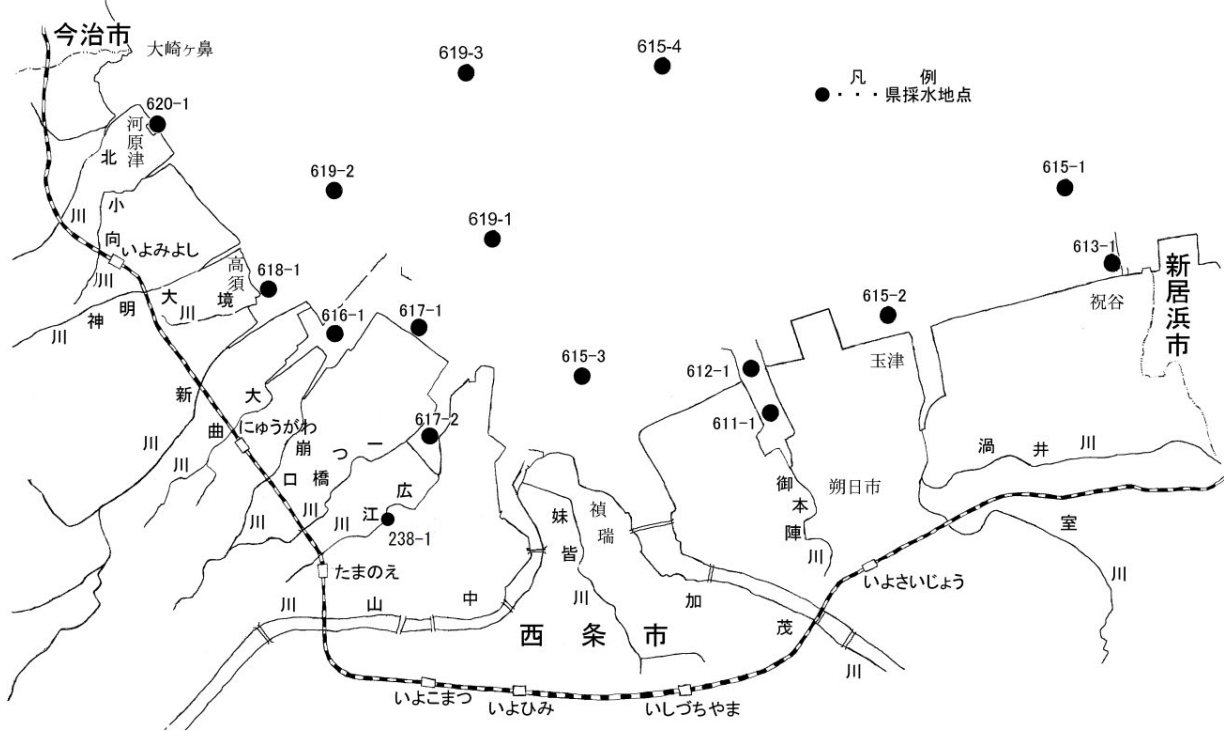 今治市
大崎ヶ鼻
619-3
615-4
凡 例
●・・・県採水地点
620-1
河原津
北川
619-2
615-1
小向川
619-1
613-1
いよみよし
高須
618-1
新居浜市
大明神川
境川
616-1
617-1
615-2
祝谷
玉津
615-3
612-1
新川
大曲川
にゅうがわ
崩口川
617-2
611-1
一つ橋川
広江川
渦井川
御本陣川
朔日市
238-1
妹皆川
禎瑞
室川
たまのえ
いよさいじょう
中山川
加茂川
西条市
いよこまつ
いよひみ
いしづちやま